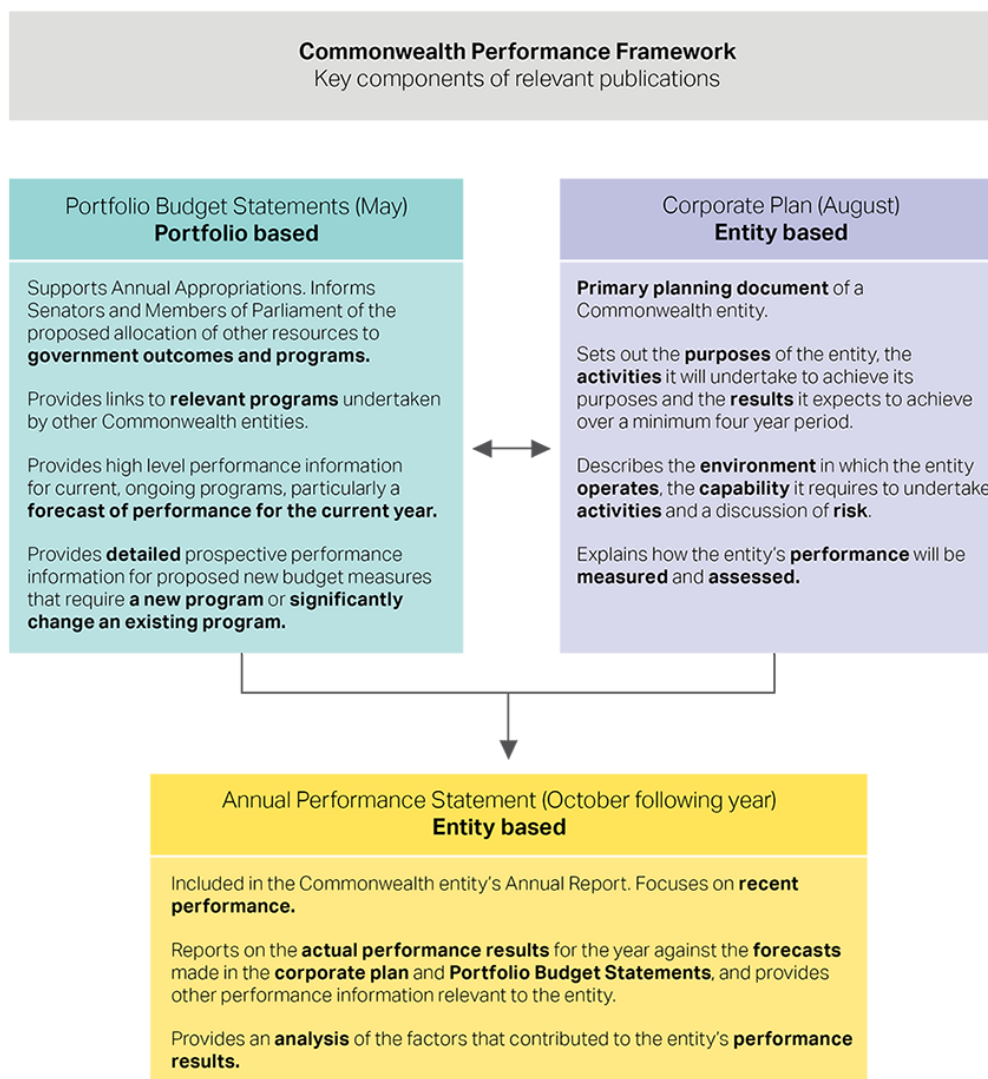 Commonwealth Performance Framework
Key components of relevant publications
Portfolio Budget Statements (May)
Portfolio based
Supports Annual Appropriations. Informs
Senators and Members of Parliament of the
proposed allocation of other resources to
government outcomes and programs.
Provides links to relevant programs undertaken
by other Commonwealth entities.
Provides high level performance information
for current, ongoing programs, particularly a
forecast of performance for the current year.
Provides detailed prospective performance
information for proposed new budget measures
that require a new program or significantly
change an existing program.
Corporate Plan (August)
Entity based
Primary planning document of a
Commonwealth entity.
Sets out the purposes of the entity, the
activities it will undertake to achieve its
purposes and the results it expects to achieve
over a minimum four year period.
Describes the environment in which the entity
operates, the capability it requires to undertake
activities and a discussion of risk.
Explains how the entity's performance will be
measured and assessed.
Annual Performance Statement (October following year)
Entity based
Included in the Commonwealth entity's Annual Report. Focuses on recent
performance.
Reports on the actual performance results for the year against the forecasts
made in the corporate plan and Portfolio Budget Statements, and provides
other performance information relevant to the entity.
Provides an analysis of the factors that contributed to the entity's performance
results.